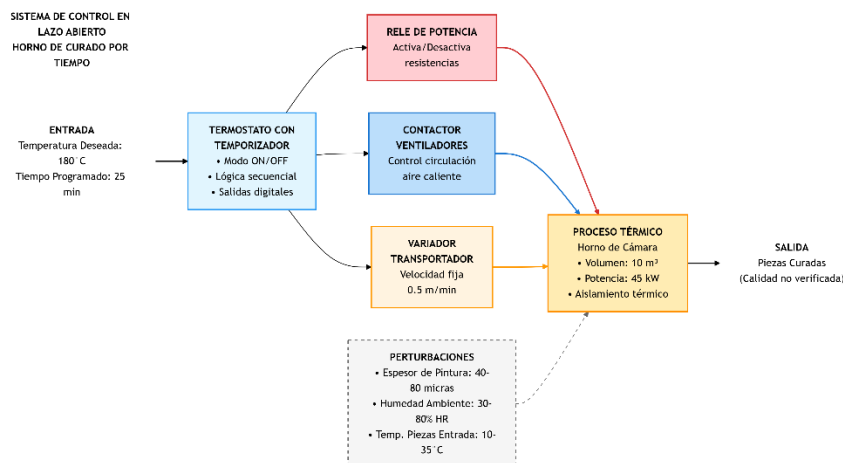 SISTEMA DE CONTROL EN
LAZO ABIERTO
HORNO DE CURADO POR
TIEMPO
ENTRADA
Temperatura Deseada:
180°C
Tiempo Programado: 25
min
TERMOSTATO CON
TEMPORIZADOR
• Modo ON/OFF
• Lógica secuencial
• Salidas digitales
RELE DE POTENCIA
Activa/Desactiva
resistencias
CONTACTOR
VENTILADORES
Control circulación
aire caliente
VARIADOR
TRANSPORTADOR
Velocidad fija
0.5 m/min
PROCESO TÉRMICO
Horno de Cámara
• Volumen: 10 m³
• Potencia: 45 kW
• Aislamiento térmico
SALIDA
Piezas Curadas
(Calidad no verificada)
PERTURBACIONES
• Espesor de Pintura: 40-
80 micras
• Humedad Ambiente: 30-
80% HR
• Temp. Piezas Entrada: 10-
35°C